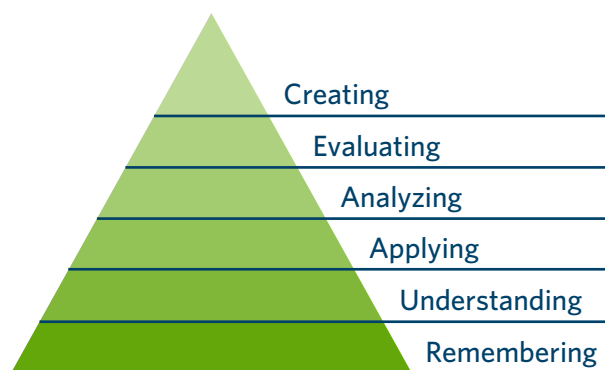 Creating
Evaluating
Analyzing
Applying
Understanding
Remembering